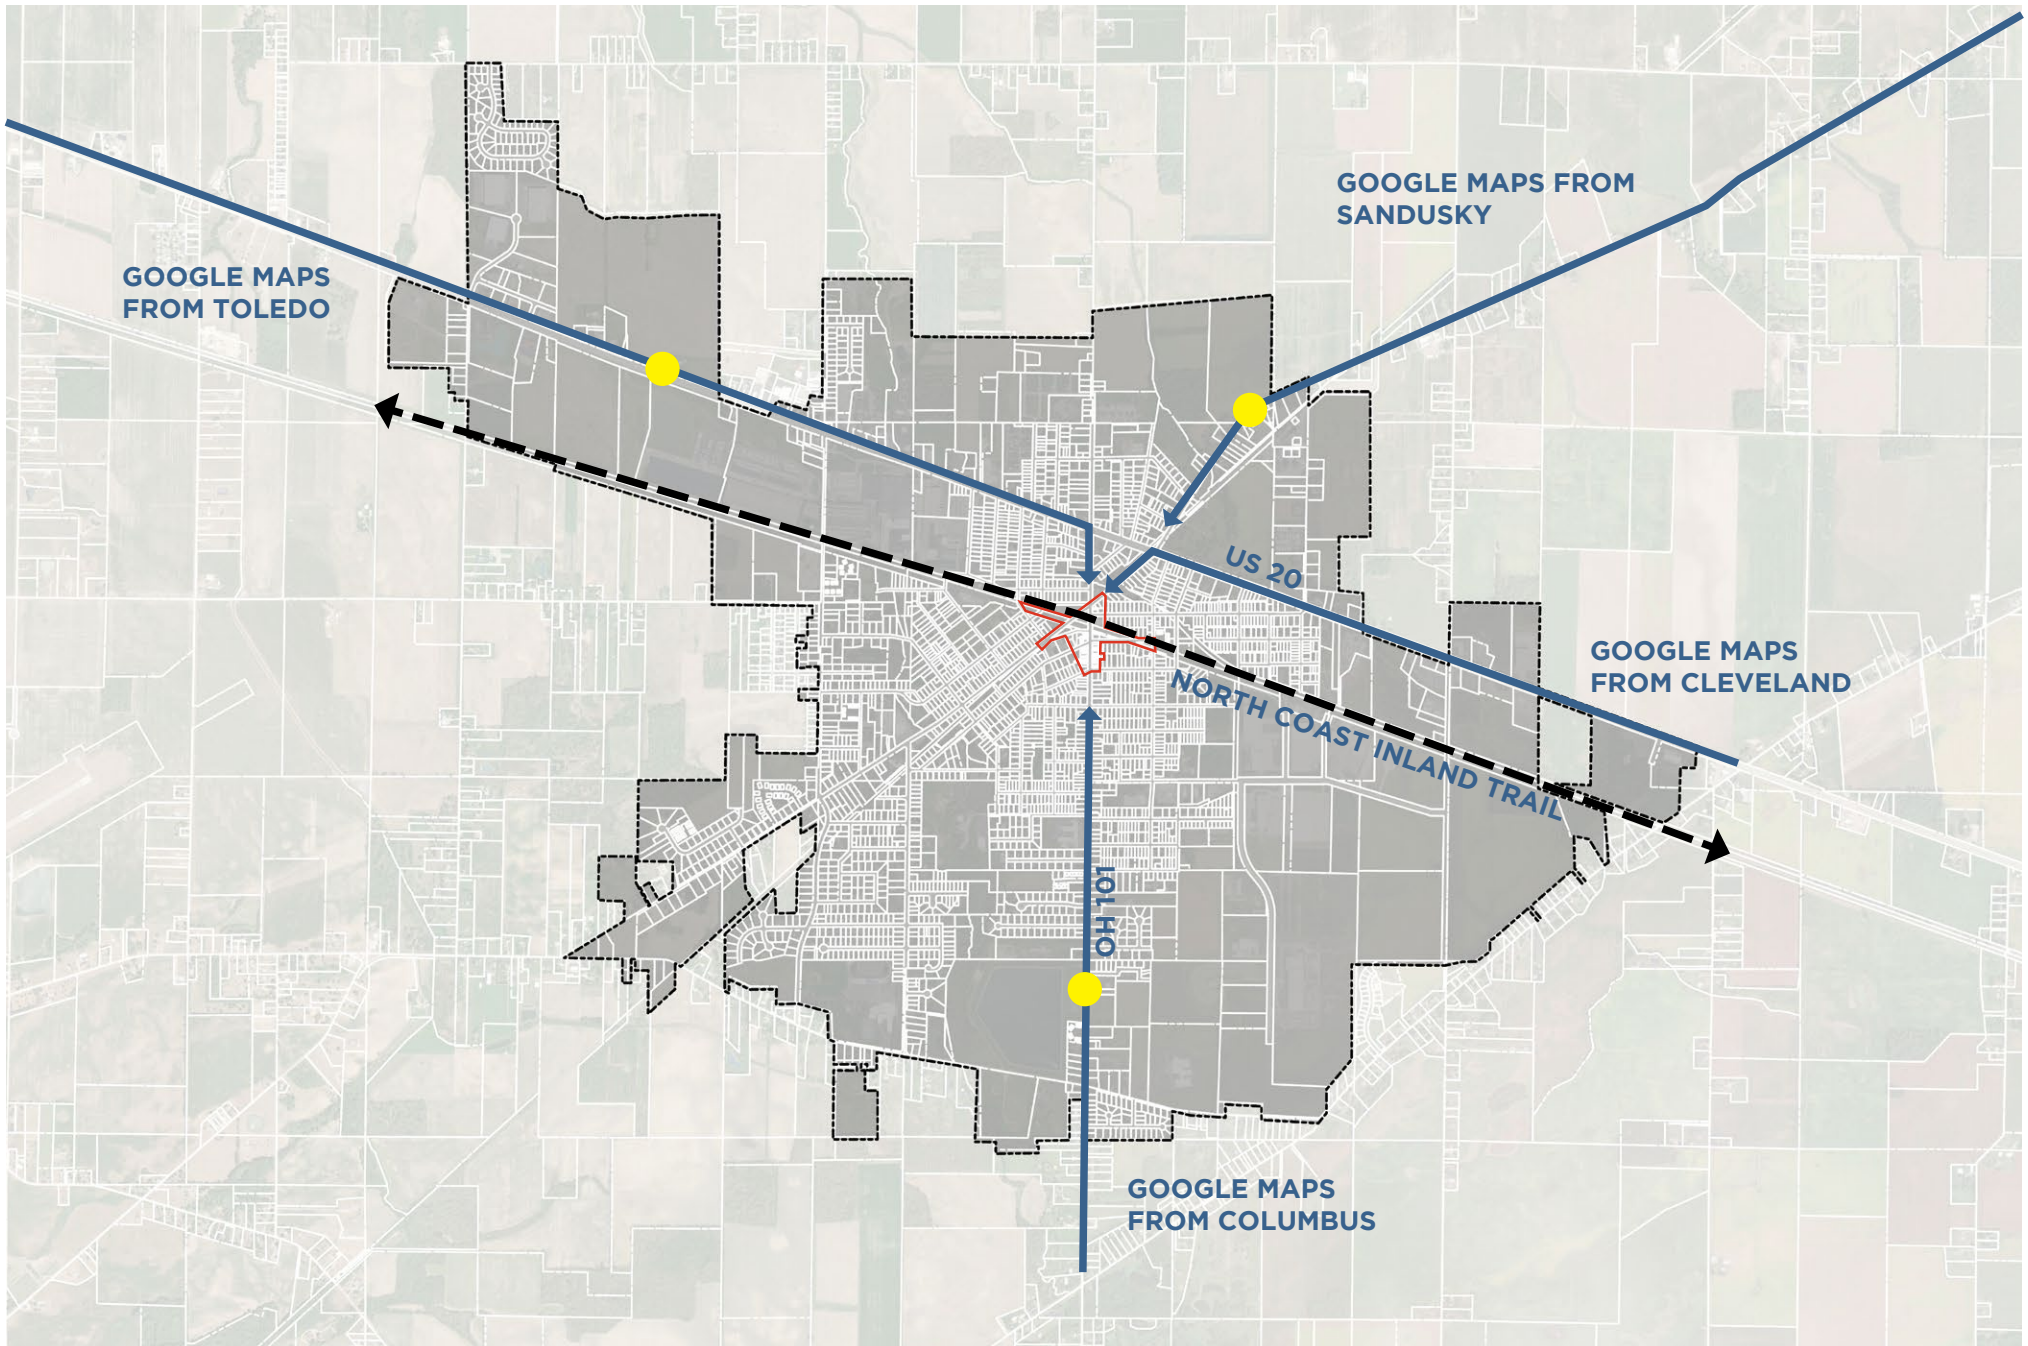 GOOGLE MAPS FROM
SANDUSKY
GOOGLE MAPS
FROM TOLEDO
US 20
GOOGLE MAPS
FROM CLEVELAND
NORTH COAST INLAND TRAIL
OH 101
GOOGLE MAPS
FROM COLUMBUS